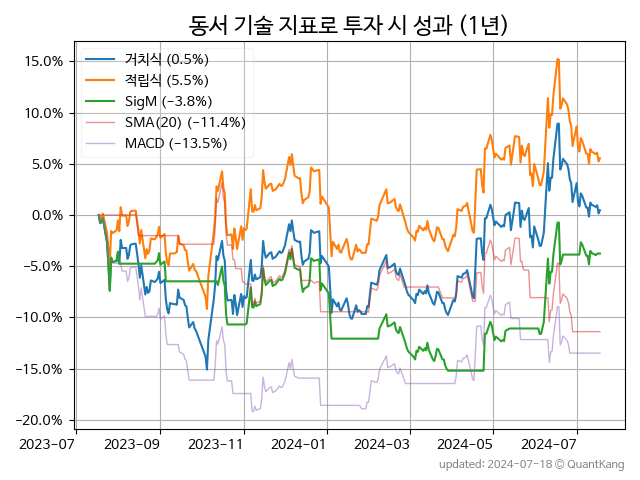 동서 기술 지표로 투자 시 성과 (1년)
거치식 (0.5%)
적립식 (5.5%)
SigM (−3.8%)
SMA(20) (−11.4%)
MACD (−13.5%)
15.0%
10.0%
5.0%
0.0%
−5.0%
−10.0%
−15.0%
−20.0%
2023-07 2023-09 2023-11 2024-01 2024-03 2024-05 2024-07
updated: 2024-07-18 © QuantKang